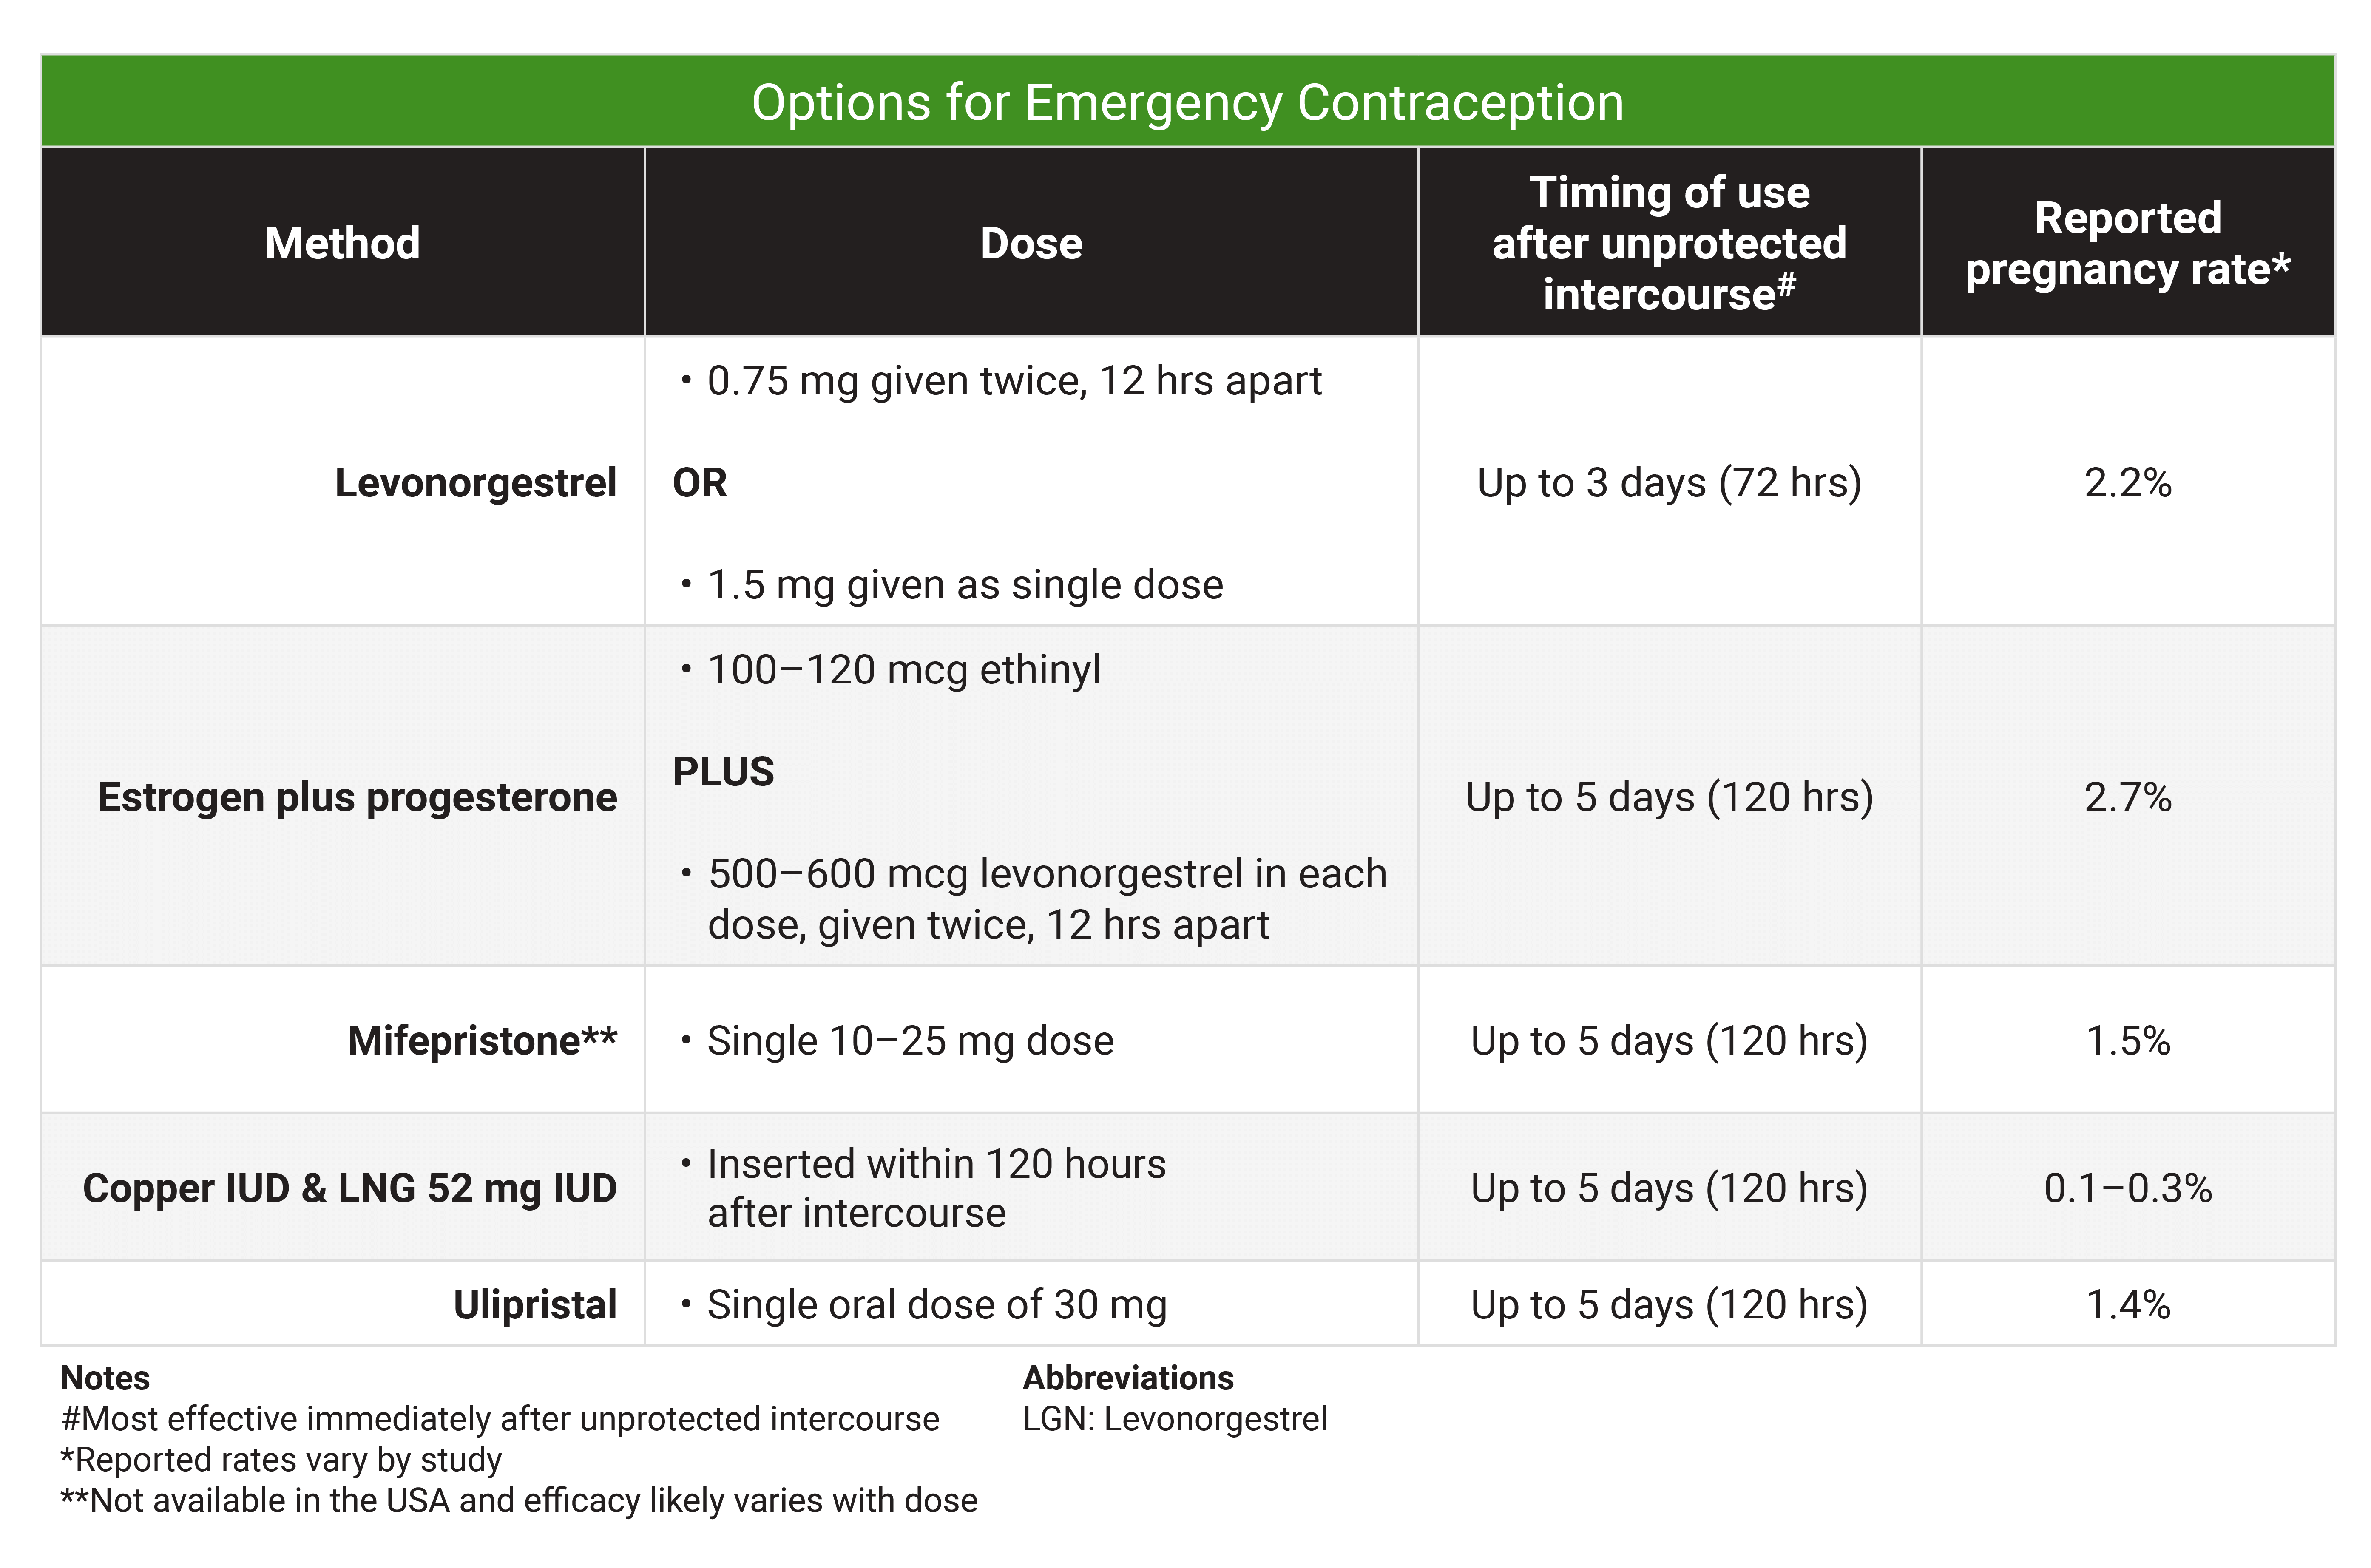 Options for Emergency Contraception
Method
Dose
Timing of use
after unprotected
intercourse#
Reported
pregnancy rate*
Levonorgestrel
• 0.75 mg given twice, 12 hrs apart
OR
• 1.5 mg given as single dose
Up to 3 days (72 hrs)
2.2%
Estrogen plus progesterone
• 100–120 mcg ethinyl
PLUS
• 500–600 mcg levonorgestrel in each
dose, given twice, 12 hrs apart
Up to 5 days (120 hrs)
2.7%
Mifepristone**
• Single 10–25 mg dose
Up to 5 days (120 hrs)
1.5%
Copper IUD & LNG 52 mg IUD
• Inserted within 120 hours
after intercourse
Up to 5 days (120 hrs)
0.1–0.3%
Ulipristal
• Single oral dose of 30 mg
Up to 5 days (120 hrs)
1.4%
Notes
#Most effective immediately after unprotected intercourse
*Reported rates vary by study
**Not available in the USA and efficacy likely varies with dose
Abbreviations
LGN: Levonorgestrel